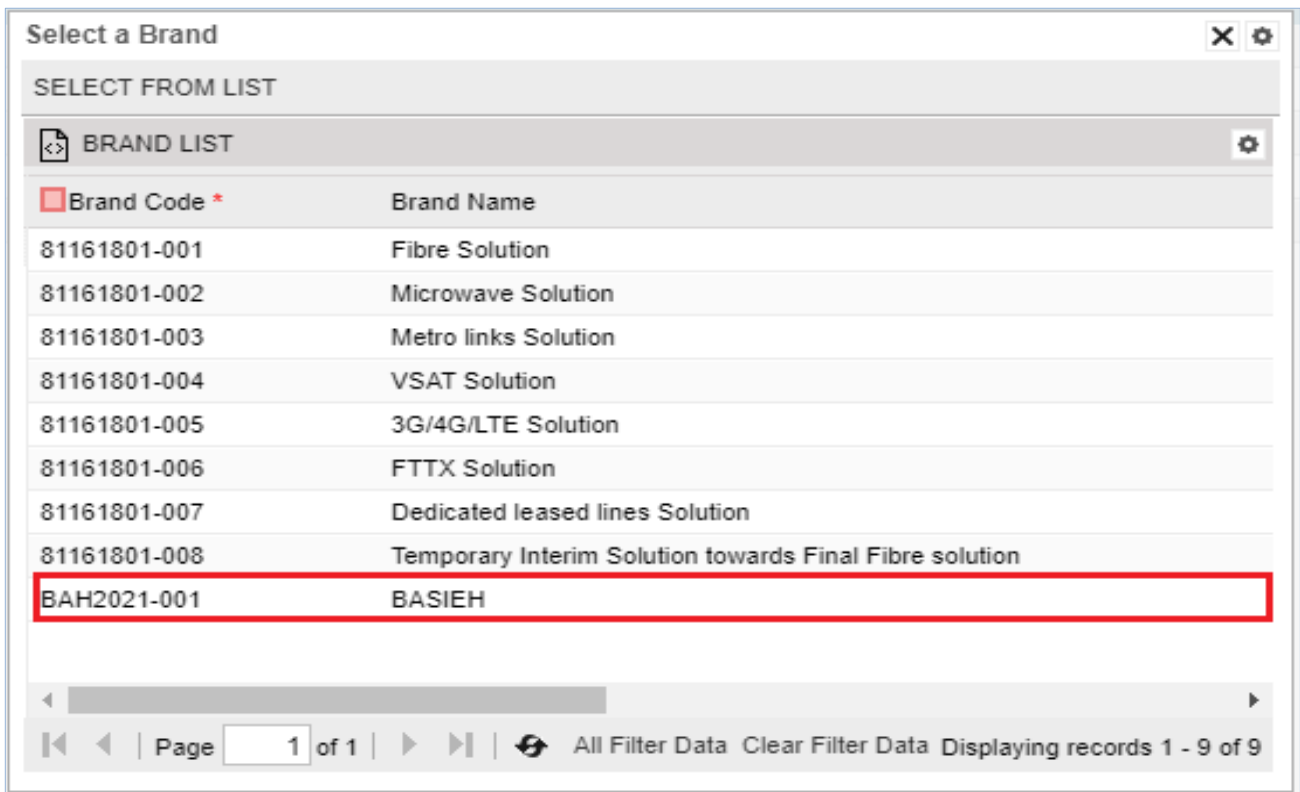 Select a Brand
SELECT FROM LIST
BRAND LIST
Brand Code * Brand Name
81161801-001 Fibre Solution
81161801-002 Microwave Solution
81161801-003 Metro links Solution
81161801-004 VSAT Solution
81161801-005 3G/4G/LTE Solution
81161801-006 FTTX Solution
81161801-007 Dedicated leased lines Solution
81161801-008 Temporary Interim Solution towards Final Fibre solution
BAH2021-001 BASIEH
Page 1 of 1 All Filter Data Clear Filter Data Displaying records 1 - 9 of 9